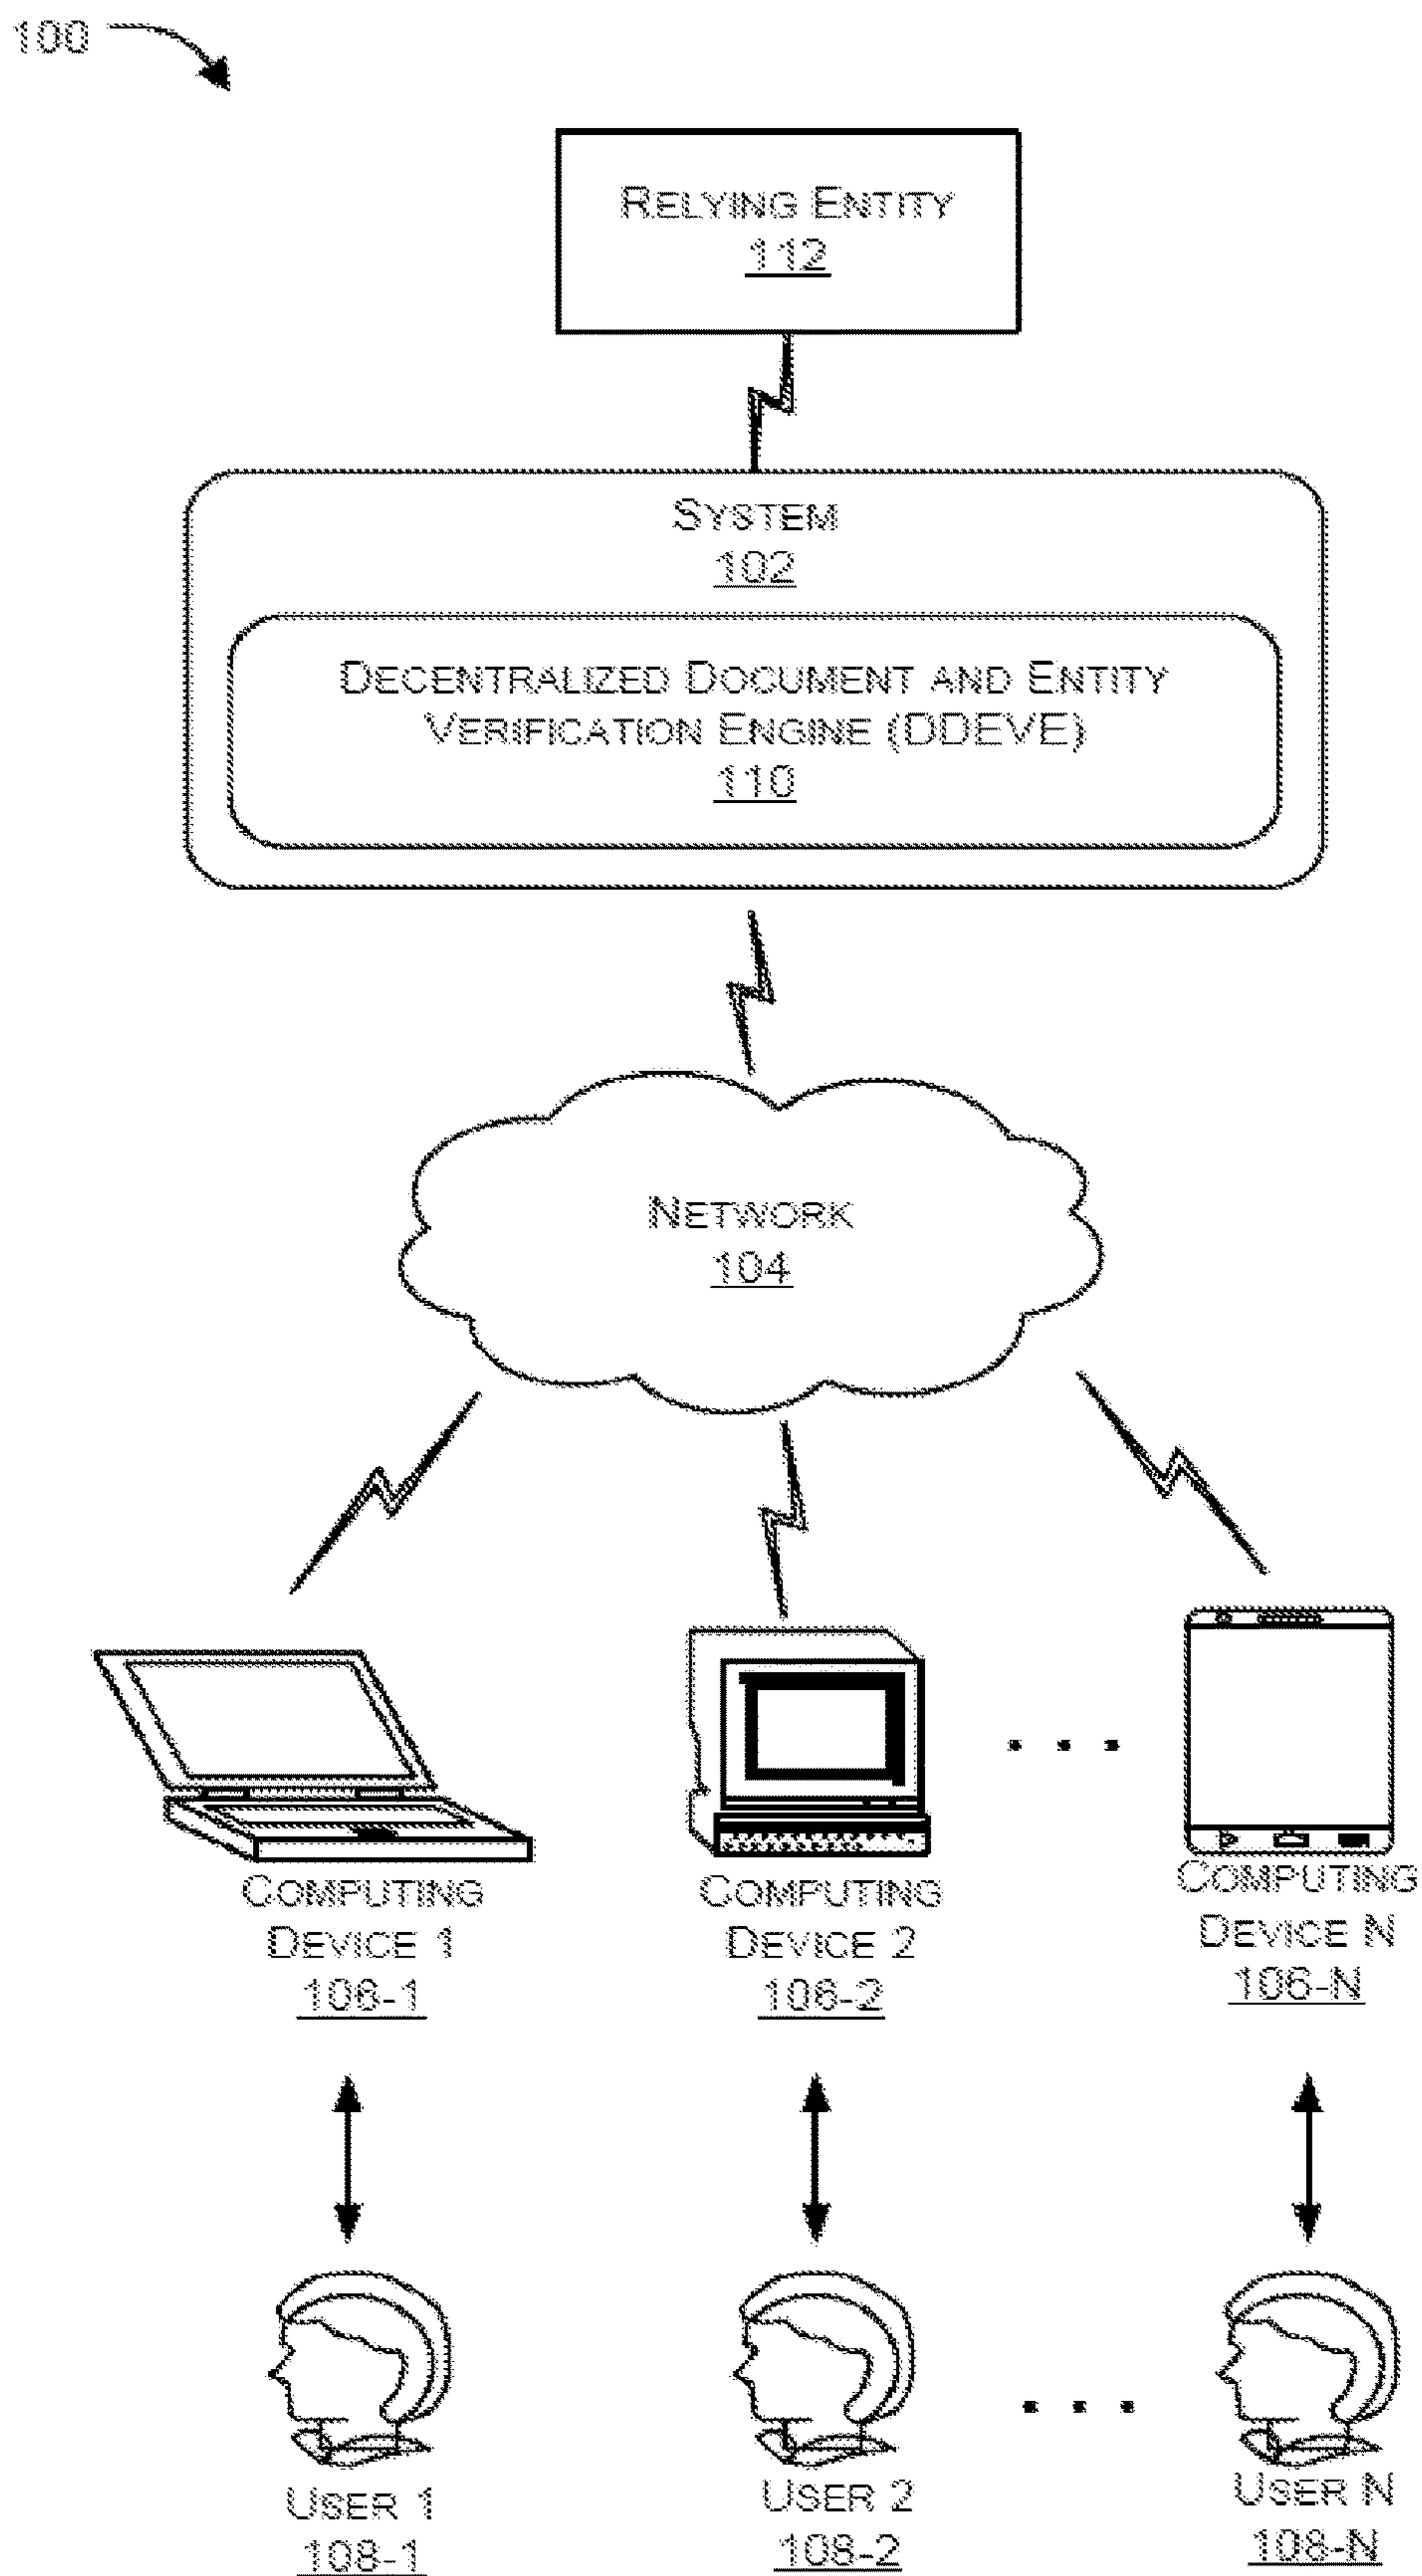 100
RELYING ENTITY
112
SYSTEM
102
DECENTRALIZED DOCUMENT AND ENTITY
VERIFICATION ENGINE (DDEVE)
110
NETWORK
104
COMPUTING
DEVICE 1
106-1
COMPUTING
DEVICE 2
106-2
COMPUTING
DEVICE N
106-N
USER 1
108-1
USER 2
108-2
USER N
108-N